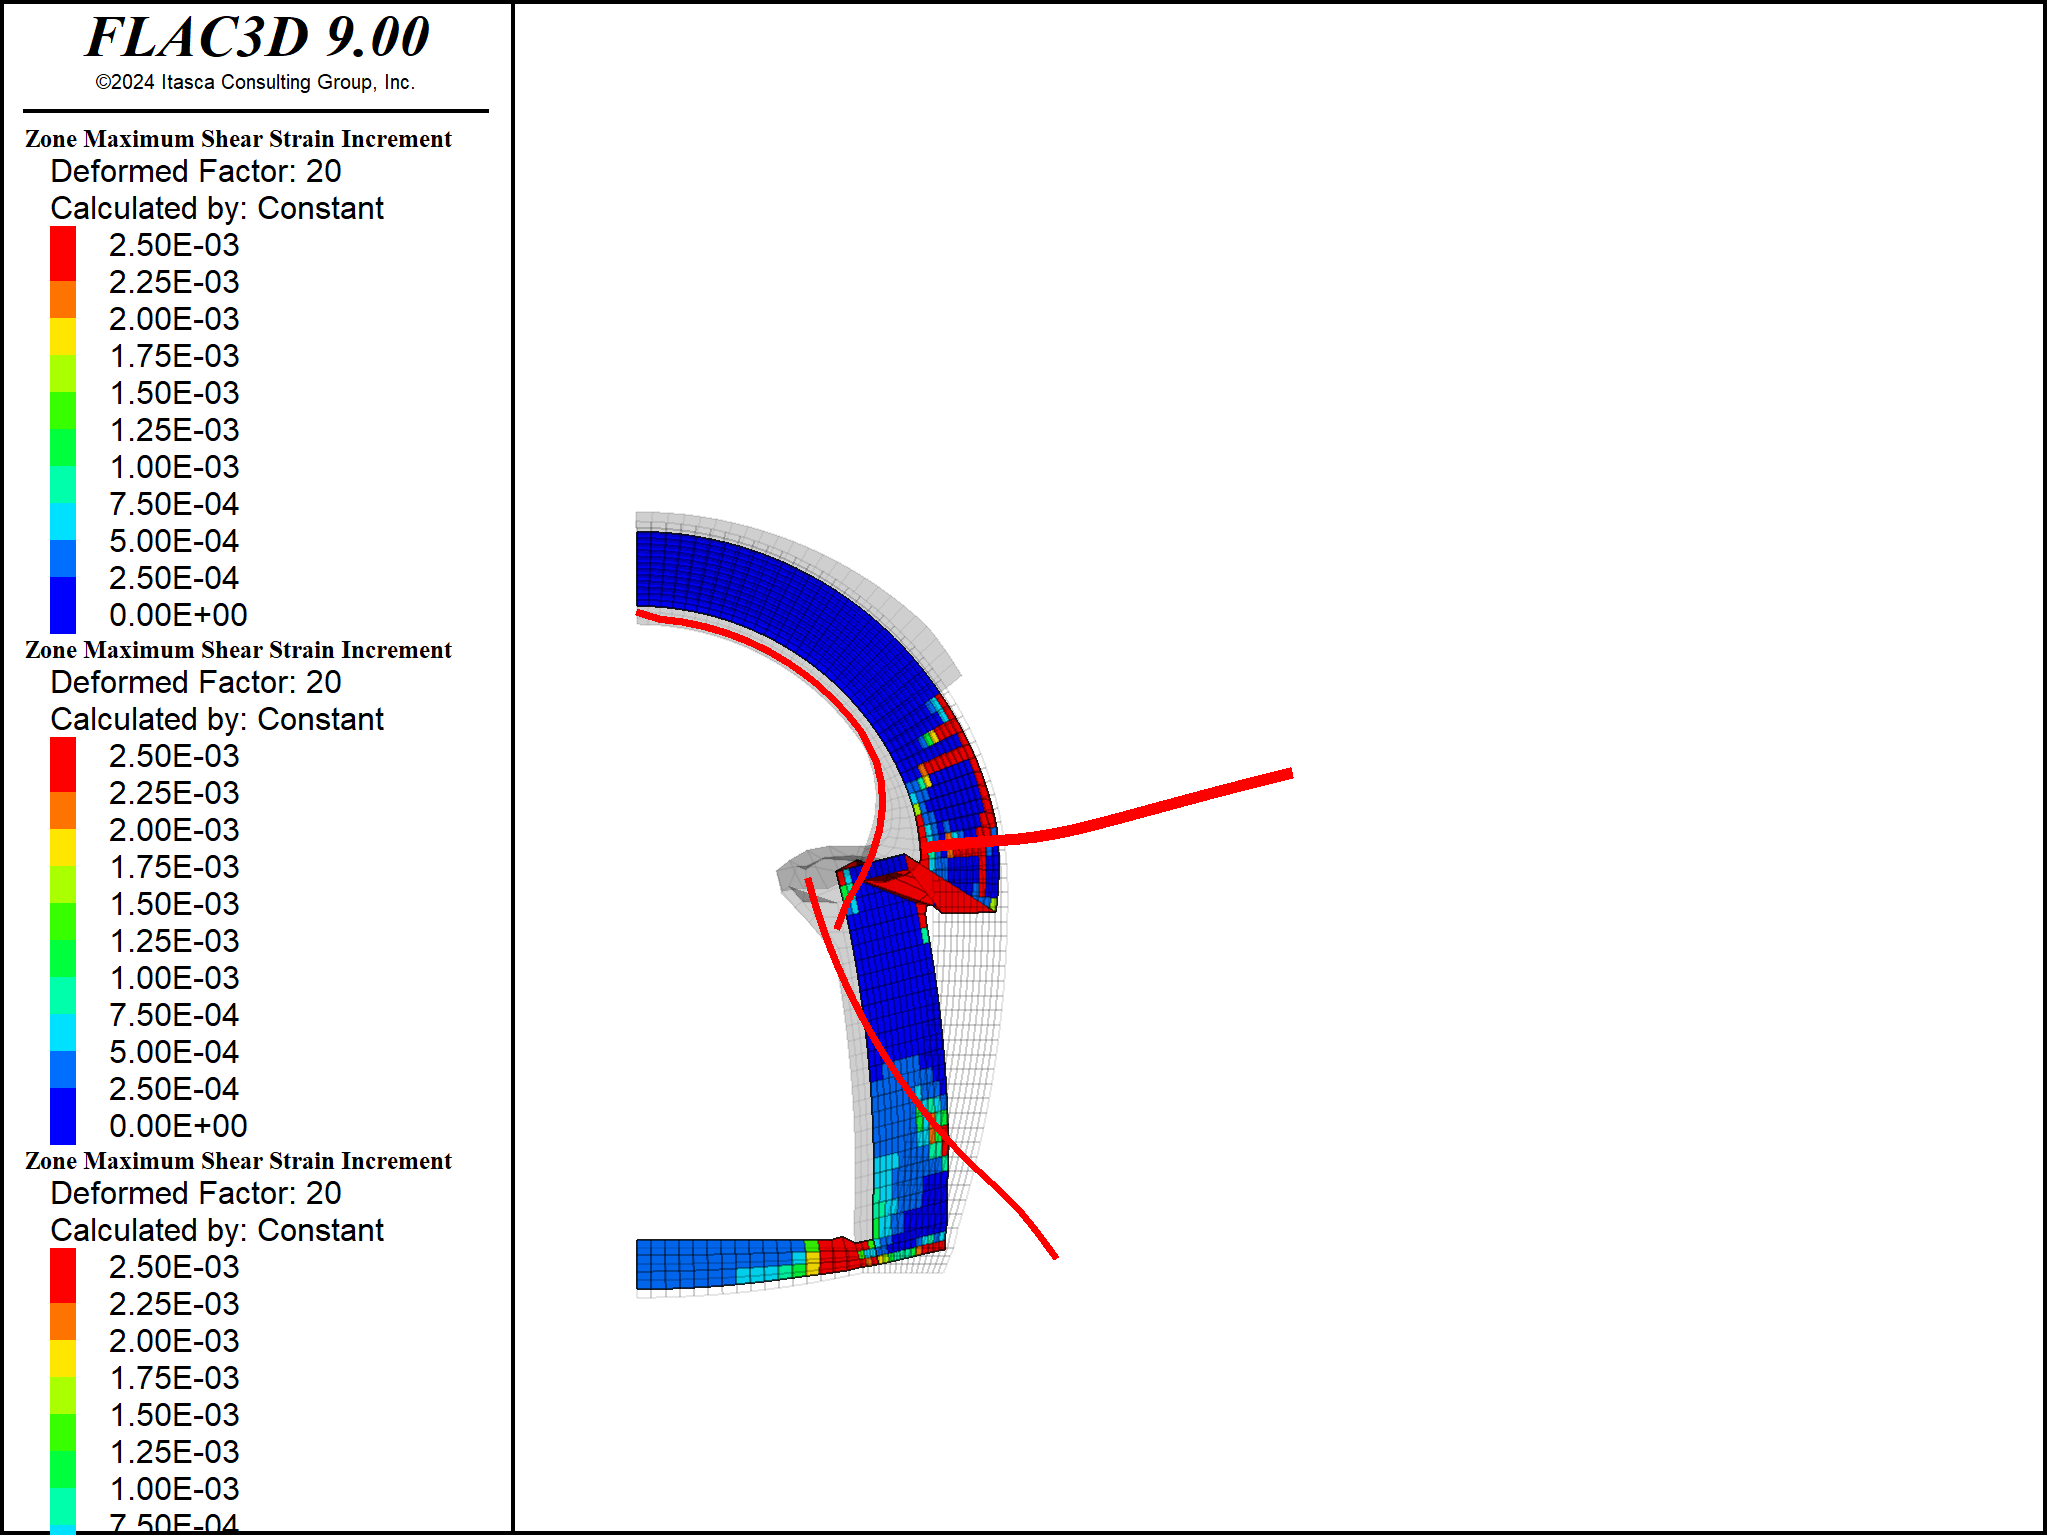 FLAC3D 9.00
©2024 Itasca Consulting Group, Inc.
Zone Maximum Shear Strain Increment
Deformed Factor: 20
Calculated by: Constant
2.50E-03
2.25E-03
2.00E-03
1.75E-03
1.50E-03
1.25E-03
1.00E-03
7.50E-04
5.00E-04
2.50E-04
0.00E+00
Zone Maximum Shear Strain Increment
Deformed Factor: 20
Calculated by: Constant
2.50E-03
2.25E-03
2.00E-03
1.75E-03
1.50E-03
1.25E-03
1.00E-03
7.50E-04
5.00E-04
2.50E-04
0.00E+00
Zone Maximum Shear Strain Increment
Deformed Factor: 20
Calculated by: Constant
2.50E-03
2.25E-03
2.00E-03
1.75E-03
1.50E-03
1.25E-03
1.00E-03
7.50E-04